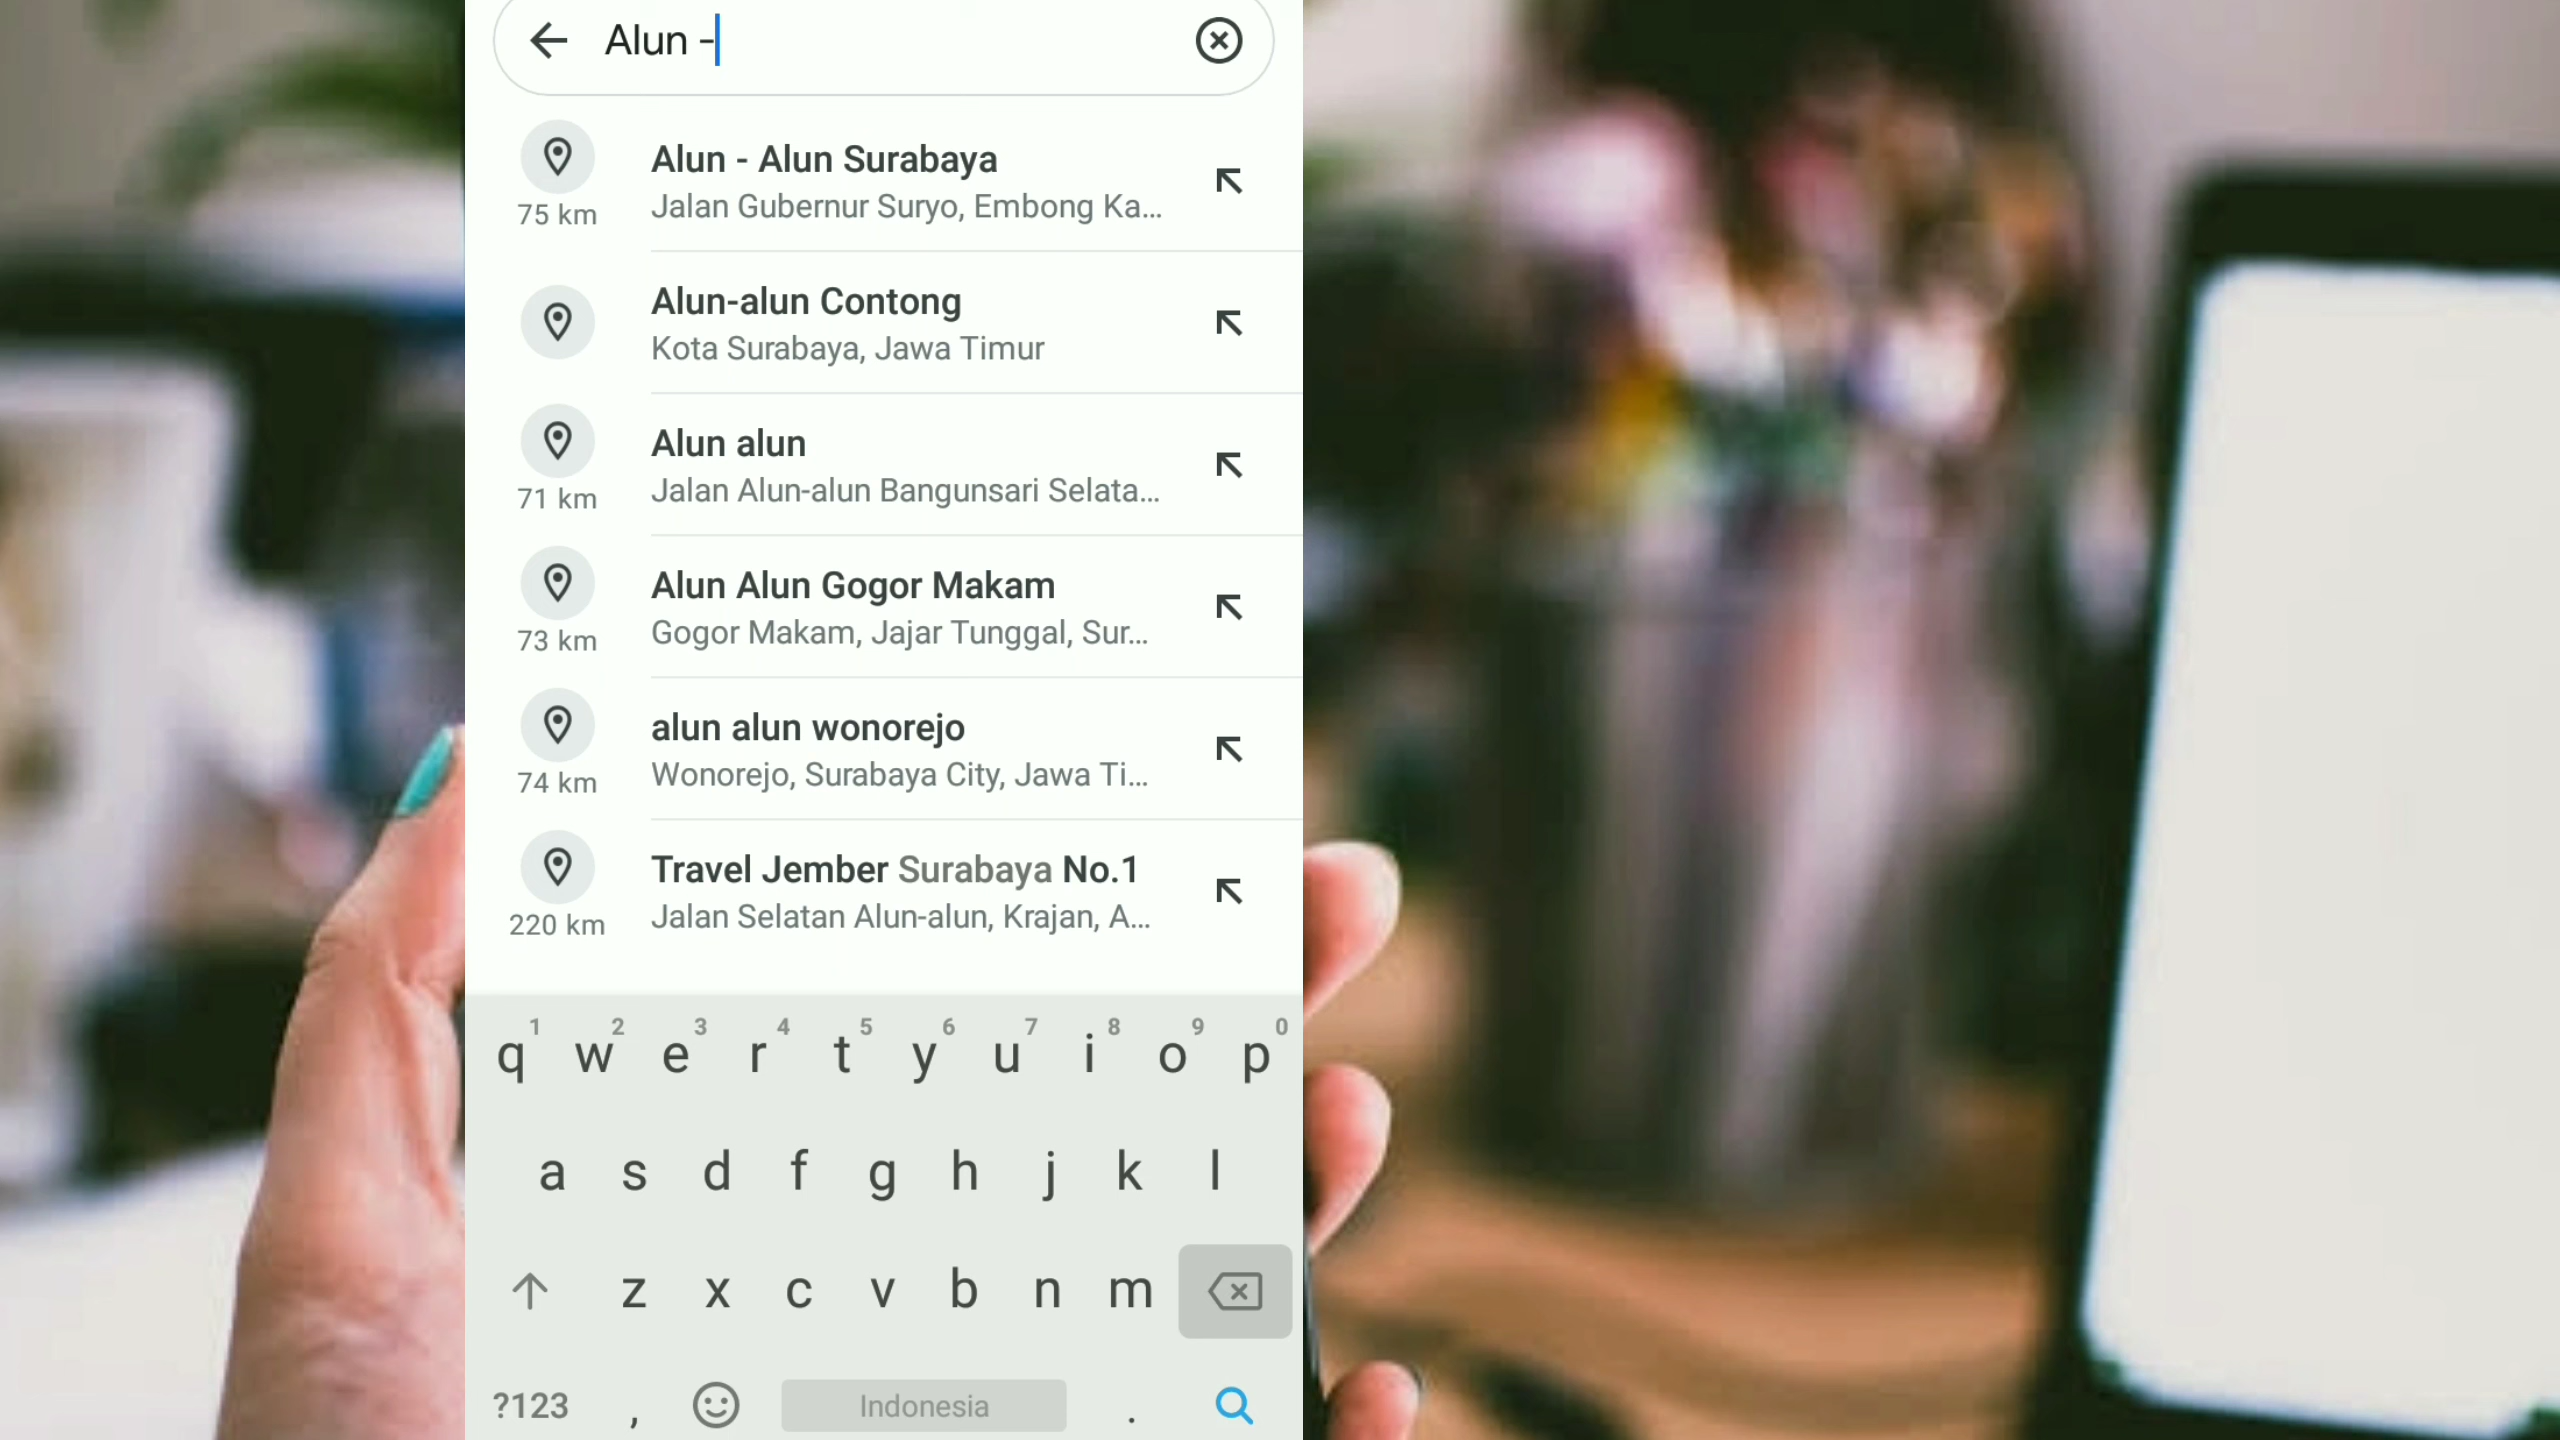 Alun -
Alun - Alun Surabaya
Jalan Gubernur Suryo, Embong Ka...
75 km
Alun-alun Contong
Kota Surabaya, Jawa Timur
Alun alun
Jalan Alun-alun Bangunsari Selata...
71 km
Alun Alun Gogor Makam
Gogor Makam, Jajar Tunggal, Sur...
73 km
alun alun wonorejo
Wonorejo, Surabaya City, Jawa Ti...
74 km
Travel Jember Surabaya No.1
Jalan Selatan Alun-alun, Krajan, A...
220 km
1 2 3 4 5 6 7 8 9 0
q w e r t y u i o p
a s d f g h j k l
z x c v b n m
?123 , Indonesia .